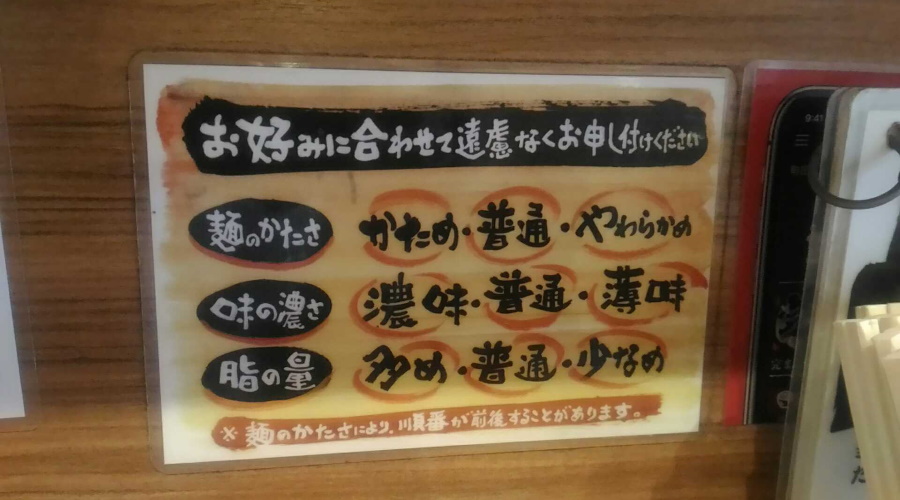 お好みに合わせて遠慮なくお申し付けください
麺のかたさ かため・普通・やわらかめ
味の濃さ 濃味・普通・薄味
脂の量 多め・普通・少なめ
※麺のかたさにより、順番が前後することがあります。
9:41